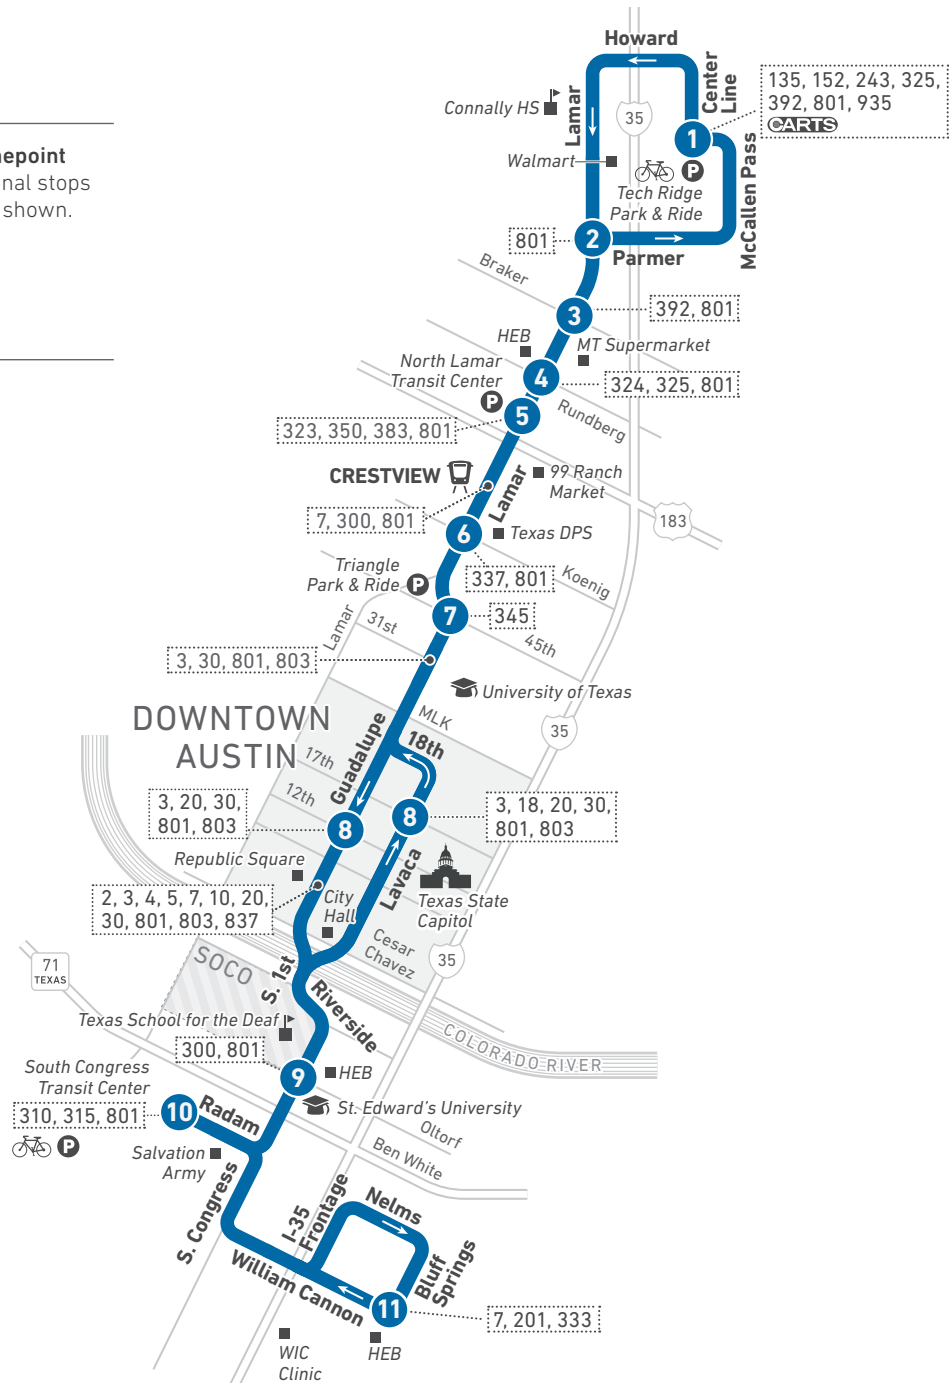 Howard
Center
Line
135, 152, 243, 325,
392, 801, 935
CARTS
Connally HS
Lamar
35
1
nepoint
nal stops
shown.
Walmart
P
Tech Ridge
Park & Ride
McCallen Pass
801
2
Parmer
Braker
3
392, 801
HEB
MT Supermarket
North Lamar
Transit Center
4
324, 325, 801
P
5
Rundberg
323, 350, 383, 801
CRESTVIEW
Lamar
99 Ranch
Market
7, 300, 801
183
6
Texas DPS
Triangle
Park & Ride
P
337, 801
Koenig
7
345
Lamar
31st
45th
3, 30, 801, 803
University of Texas
MLK
DOWNTOWN
AUSTIN
35
18th
17th
Guadalupe
12th
3, 20, 30,
801, 803
8
8
3, 18, 20, 30,
801, 803
Republic Square
Lavaca
2, 3, 4, 5, 7, 10, 20,
30, 801, 803, 837
City
Hall
Texas State
Capitol
Cesar
Chavez
35
71
TEXAS
SOCO
S. 1st
Riverside
Texas School for the Deaf
COLORADO RIVER
300, 801
South Congress
Transit Center
9
HEB
310, 315, 801
10
Radam
St. Edward's University
Oltorf
P
Salvation
Army
Ben White
S. Congress
I-35
Frontage
Nelms
Bluff
Springs
William Cannon
11
7, 201, 333
WIC
Clinic
HEB